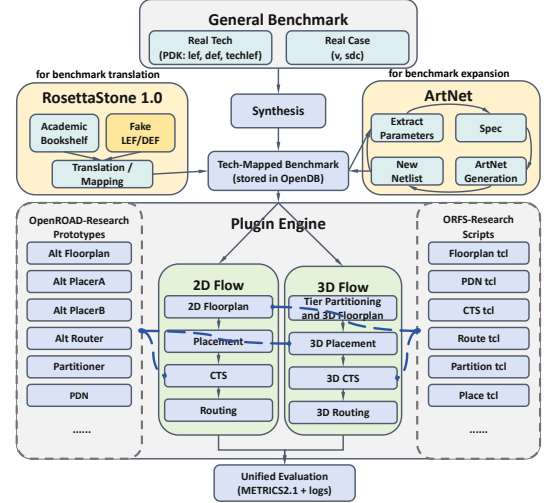 General Benchmark
Real Tech
(PDK: lef, def, techlef)
Real Case
(v, sdc)
for benchmark translation
for benchmark expansion
RosettaStone 1.0
Academic
Bookshelf
Fake
LEF/DEF
Translation /
Mapping
Synthesis
Tech-Mapped Benchmark
(stored in OpenDB)
ArtNet
Extract
Parameters
Spec
New
Netlist
ArtNet
Generation
OpenROAD-Research
Prototypes
Alt Floorplan
Alt PlacerA
Alt PlacerB
Alt Router
Partitioner
PDN
......
Plugin Engine
2D Flow
2D Floorplan
Placement
CTS
Routing
3D Flow
Tier Partitioning
and 3D Floorplan
3D Placement
3D CTS
3D Routing
ORFS-Research
Scripts
Floorplan tcl
PDN tcl
CTS tcl
Route tcl
Partition tcl
Place tcl
......
Unified Evaluation
(METRICS2.1 + logs)